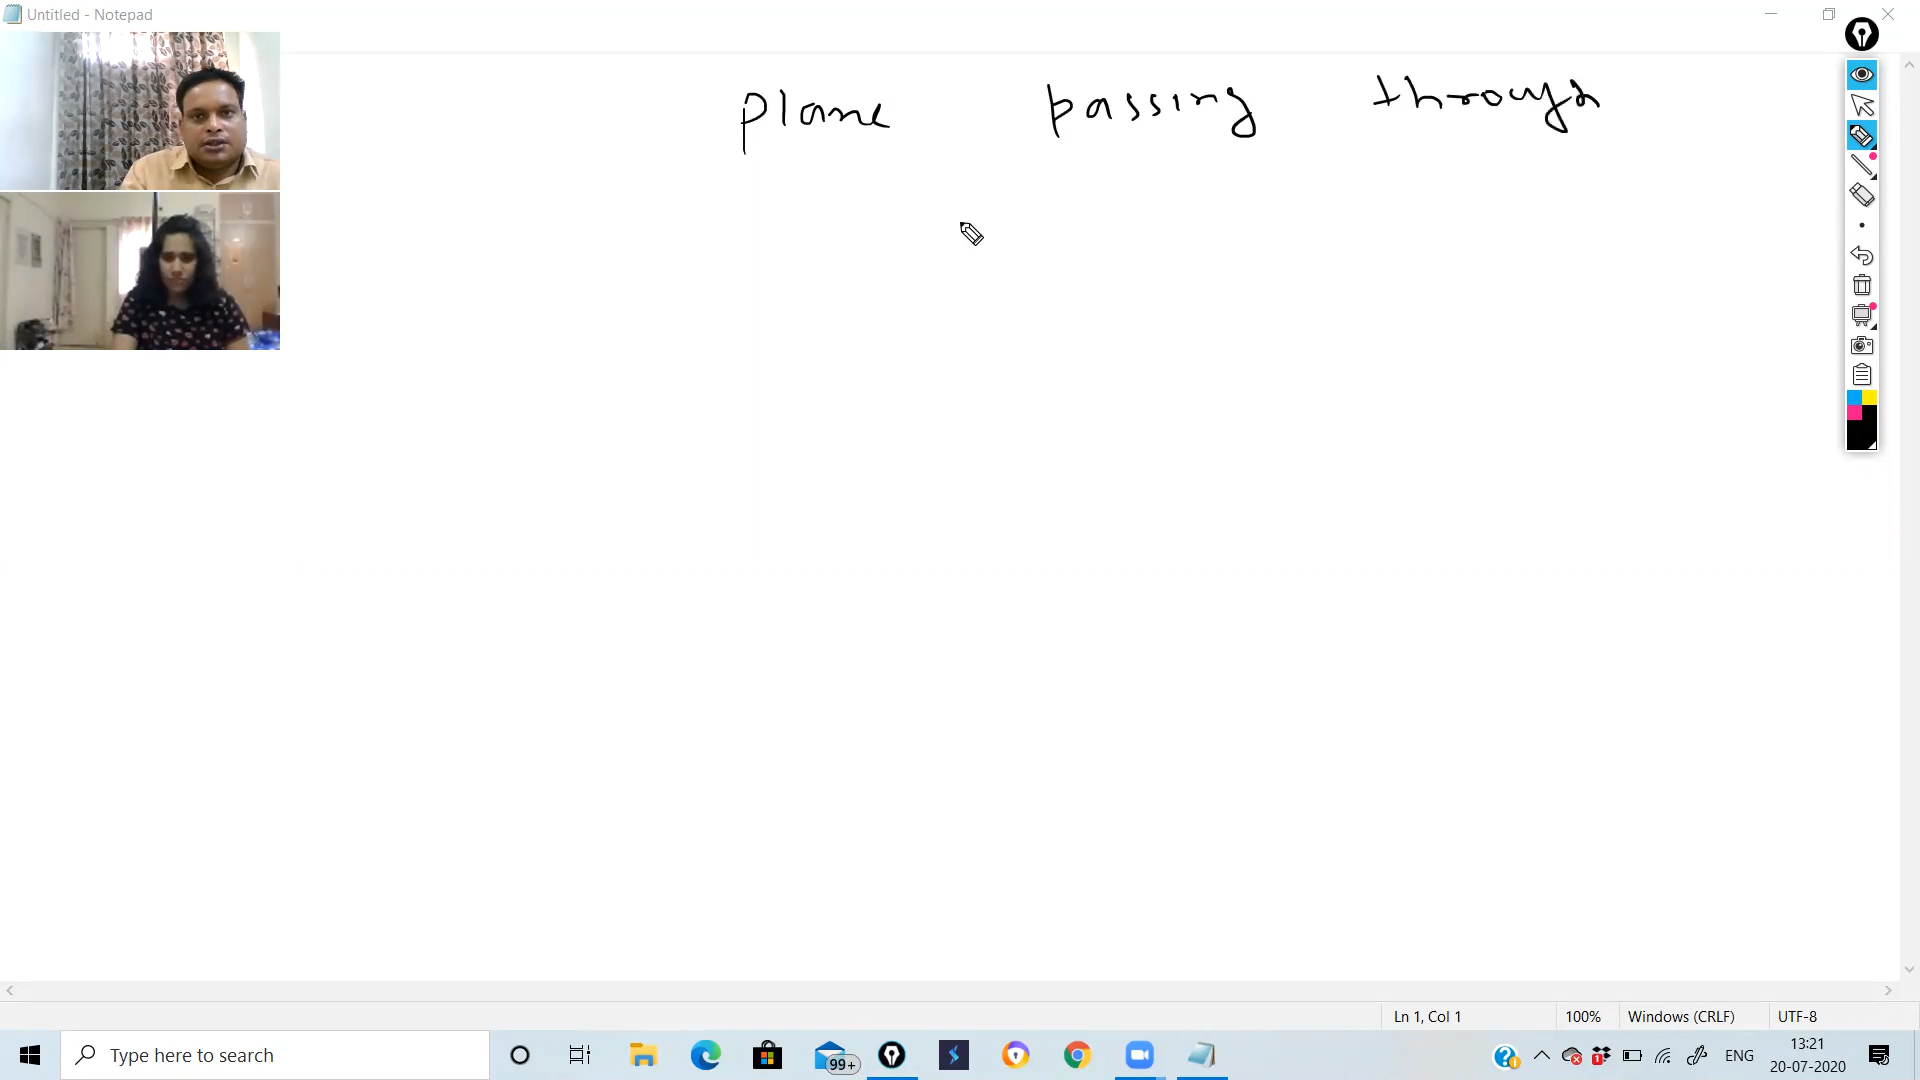 Untitled - Notepad
plane passing through
Ln 1, Col 1 100% Windows (CRLF) UTF-8
Type here to search
99+
1
ENG
13:21
20-07-2020